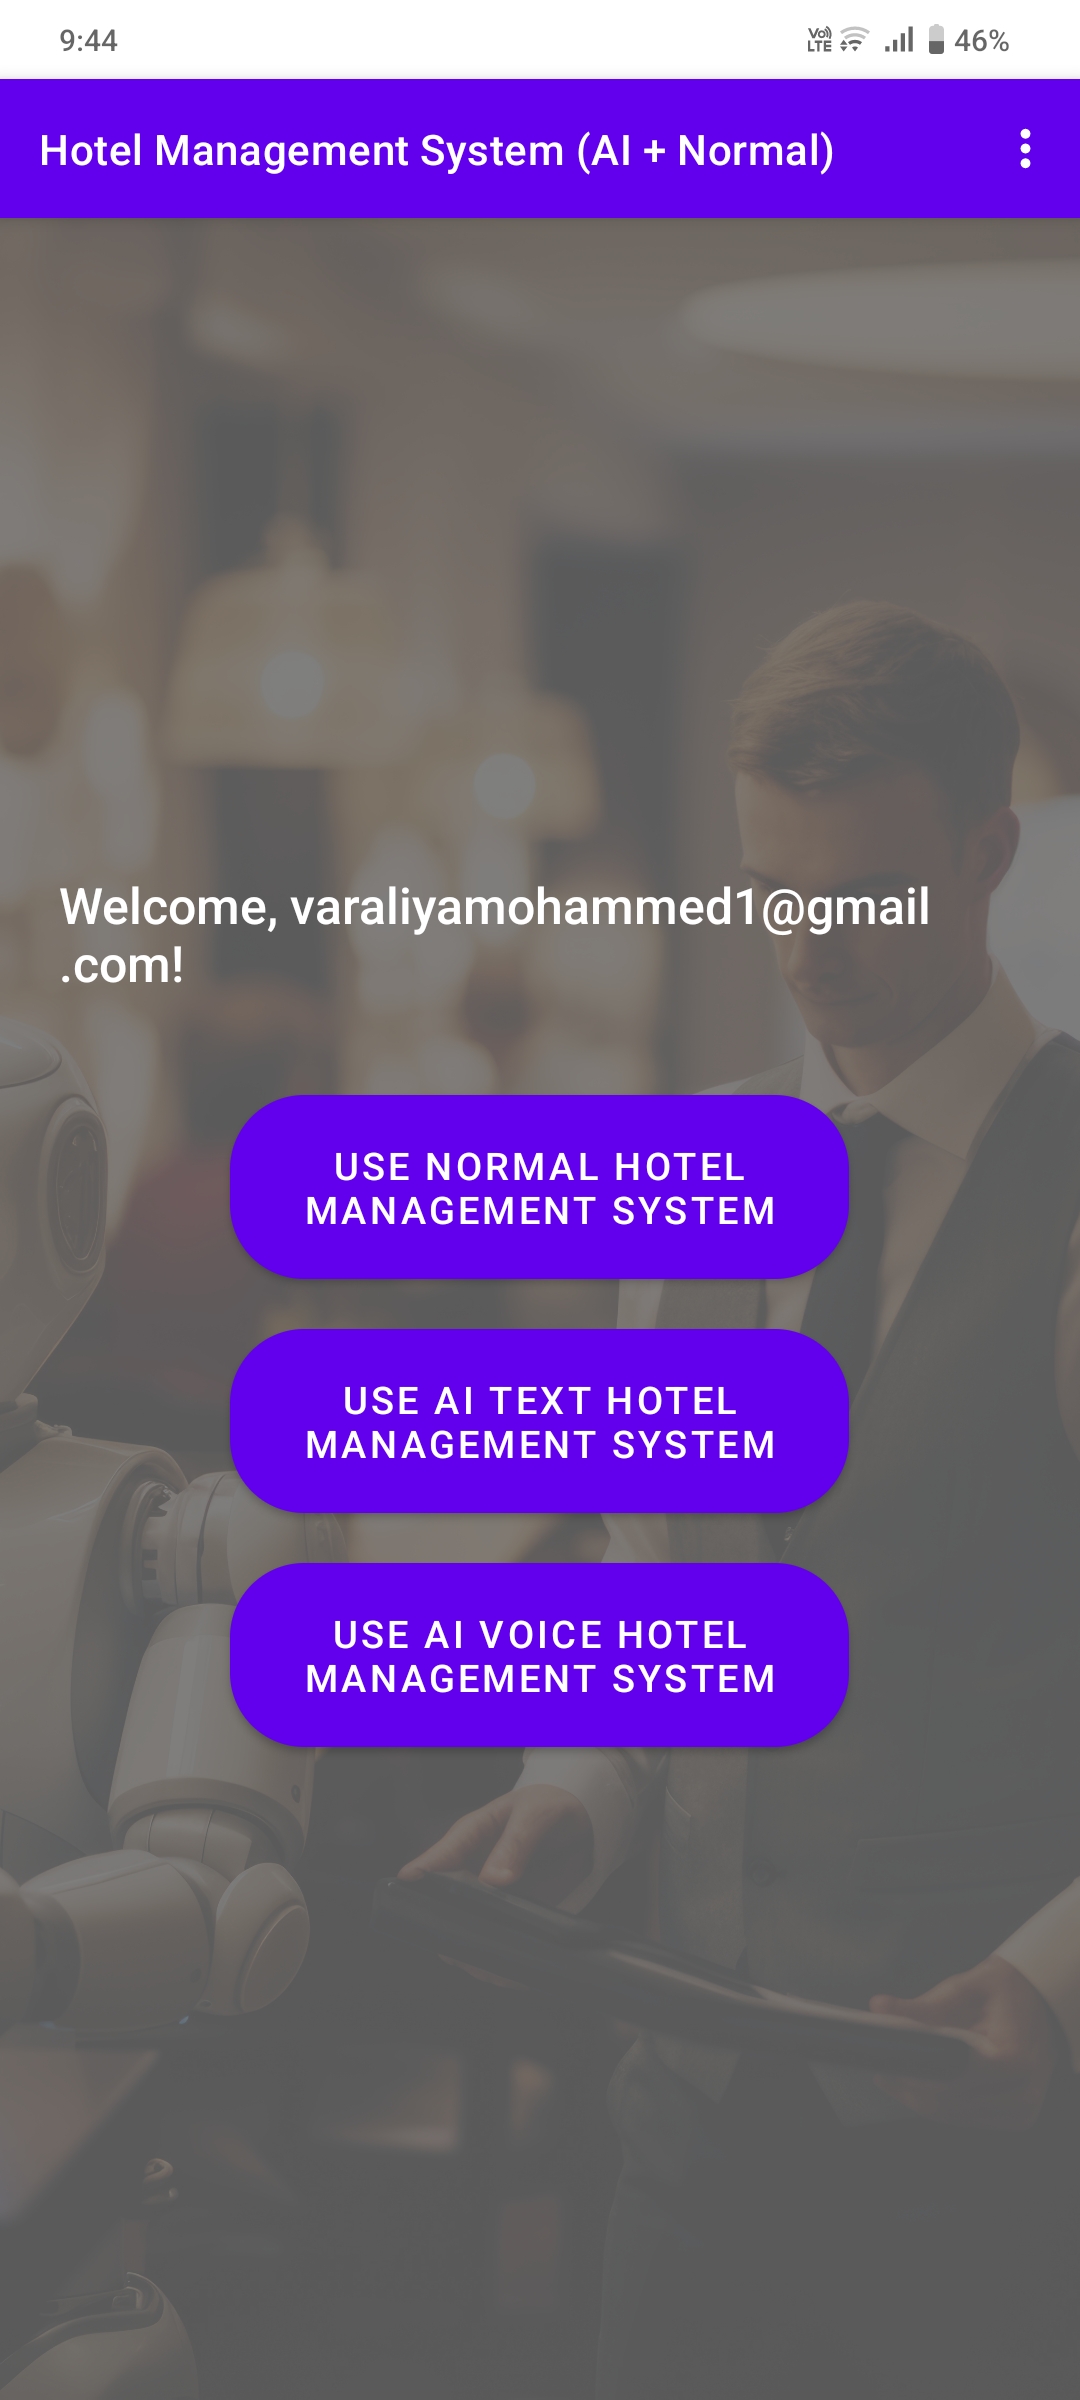 9:44
Vo)) LTE 46%
Hotel Management System (AI + Normal)
Welcome, varaliyamohammed1@gmail
.com!
USE NORMAL HOTEL
MANAGEMENT SYSTEM
USE AI TEXT HOTEL
MANAGEMENT SYSTEM
USE AI VOICE HOTEL
MANAGEMENT SYSTEM